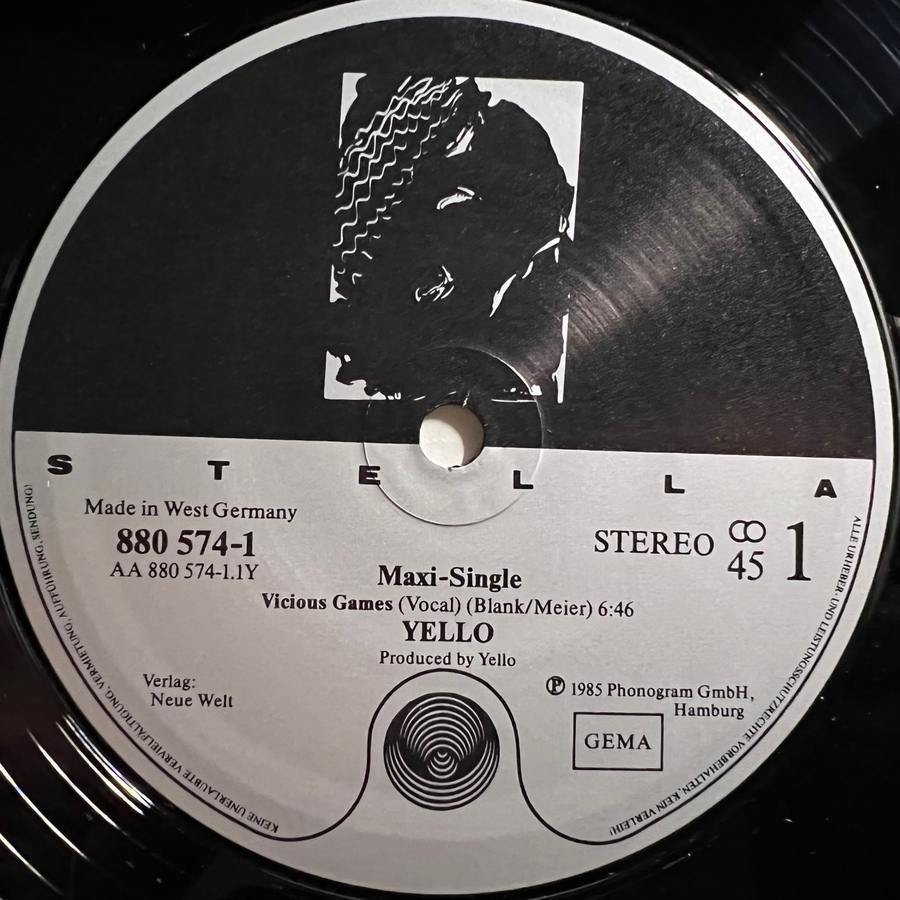 STELLA
Made in West Germany
880 574-1
AA 880 574-1.1Y
STEREO
45
1
Maxi-Single
Vicious Games (Vocal) (Blank/Meier) 6:46
YELLO
Produced by Yello
Verlag:
Neue Welt
Ⓟ 1985 Phonogram GmbH,
Hamburg
GEMA
ALLE URHEBER- UND LEISTUNGSSCHUTZRECHTE VORBEHALTEN. KEIN VERLEIH!
KEINE UNERLAUBTE VERVIELFÄLTIGUNG, VERMIETUNG, AUFFÜHRUNG, SENDUNG!